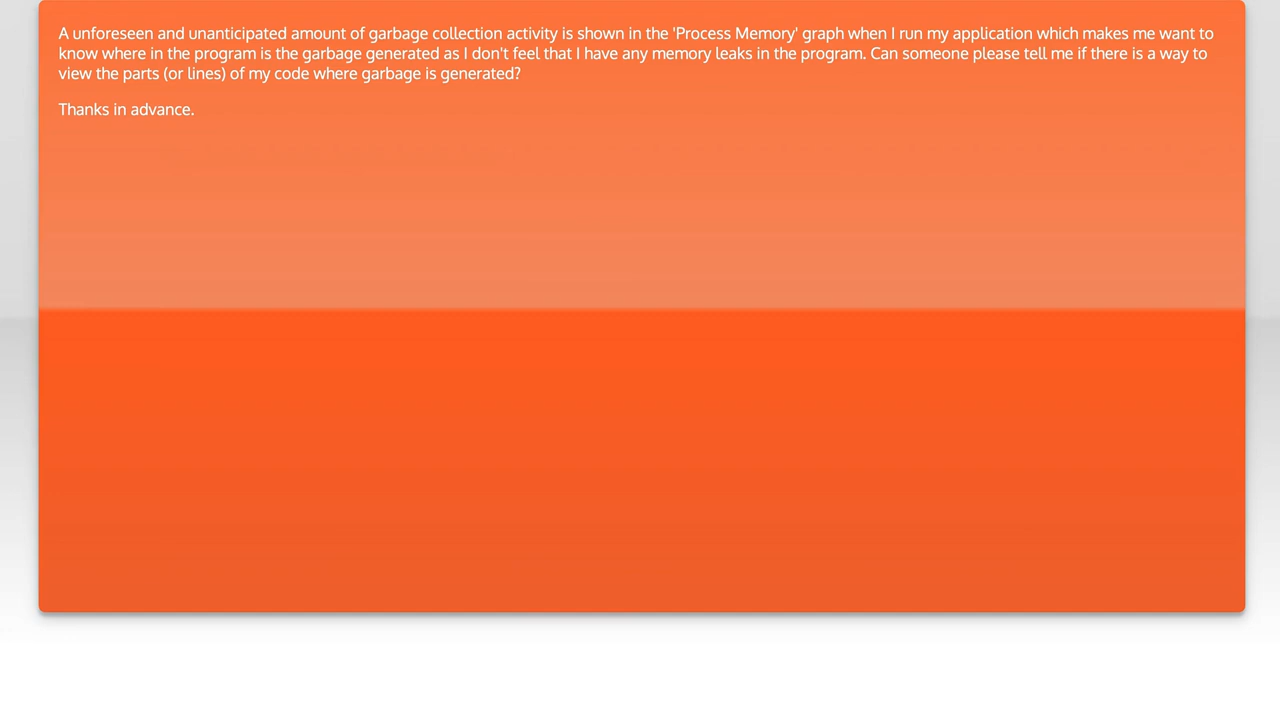 A unforeseen and unanticipated amount of garbage collection activity is shown in the 'Process Memory' graph when I run my application which makes me want to
know where in the program is the garbage generated as I don't feel that I have any memory leaks in the program. Can someone please tell me if there is a way to
view the parts (or lines) of my code where garbage is generated?
Thanks in advance.